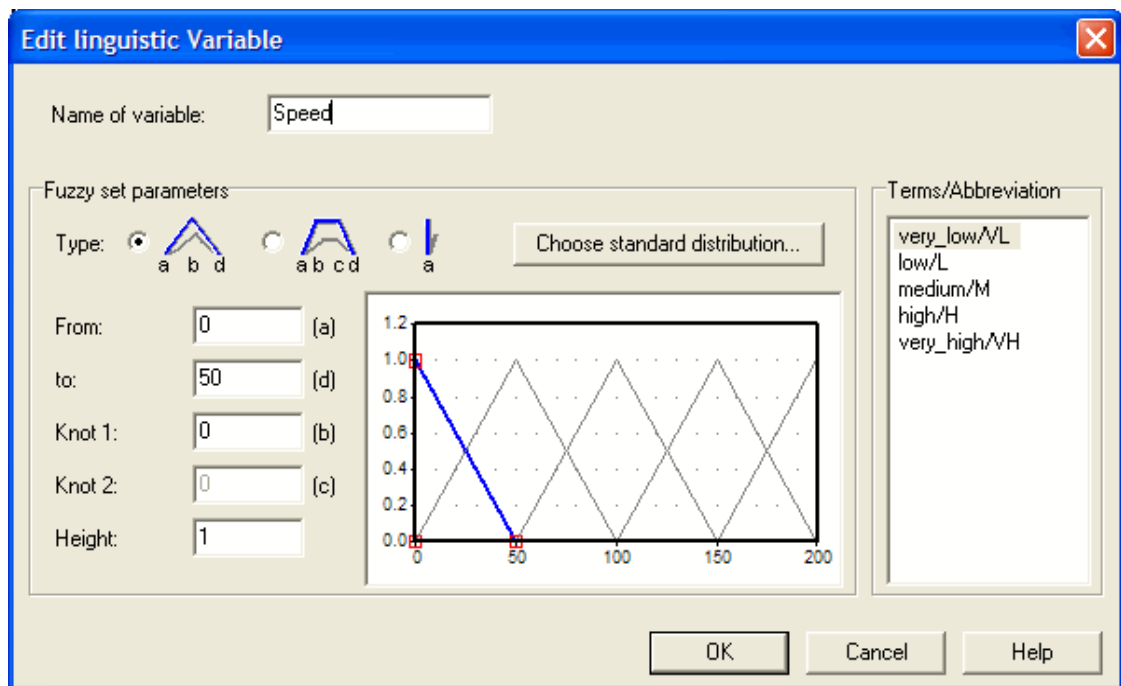 Edit linguistic Variable
Name of variable: Speed
Fuzzy set parameters
Type: a b d a b c d a Choose standard distribution...
From: 0 (a)
to: 50 (d)
Knot 1: 0 (b)
Knot 2: 0 (c)
Height: 1
1.2
1.0
0.8
0.6
0.4
0.2
0.0
0 50 100 150 200
Terms/Abbreviation
very_low/VL
low/L
medium/M
high/H
very_high/VH
OK Cancel Help